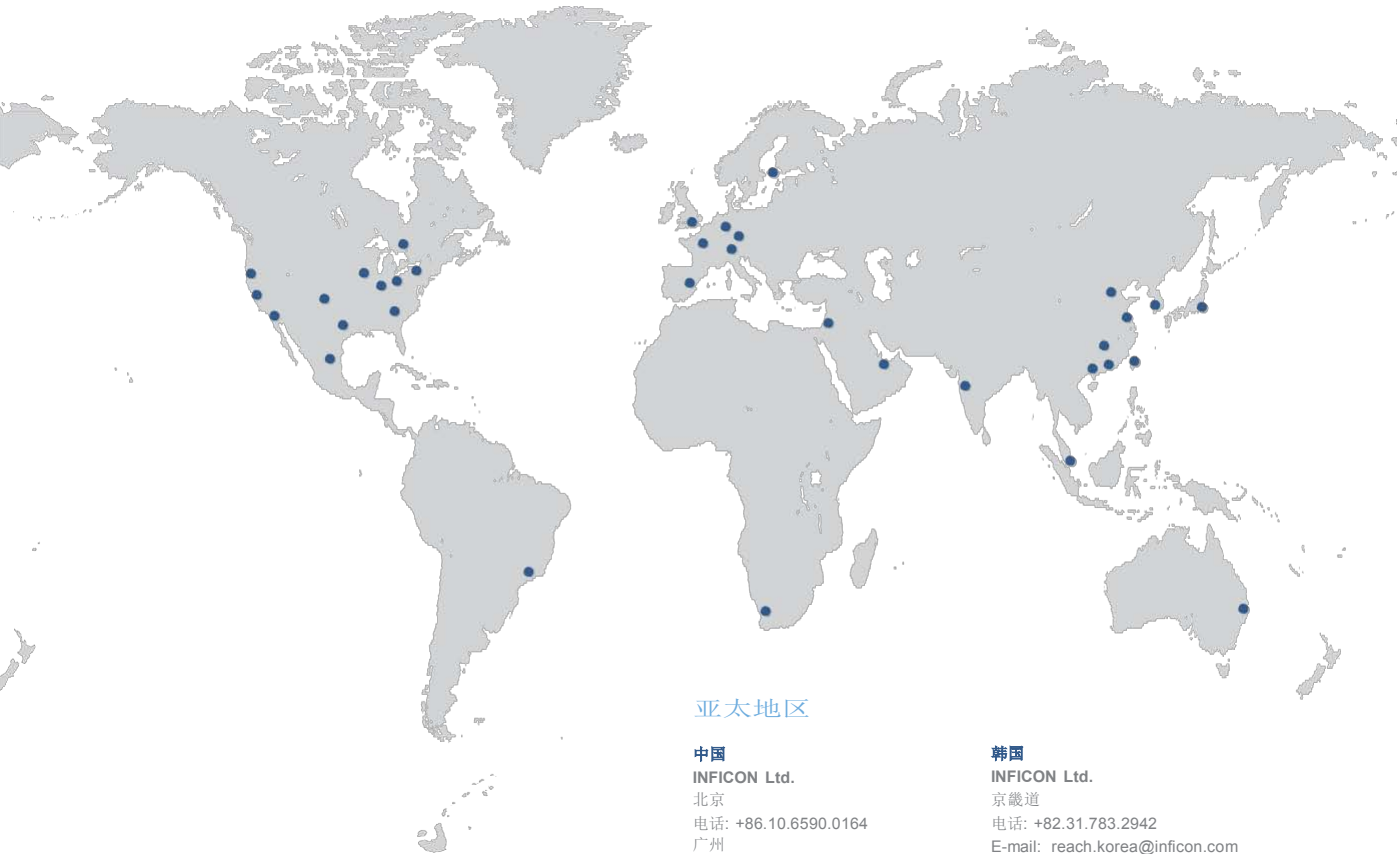 亚太地区
中国
INFICON Ltd.
北京
电话: +86.10.6590.0164
广州
韩国
INFICON Ltd.
京畿道
电话: +82.31.783.2942
E-mail: reach.korea@inficon.com